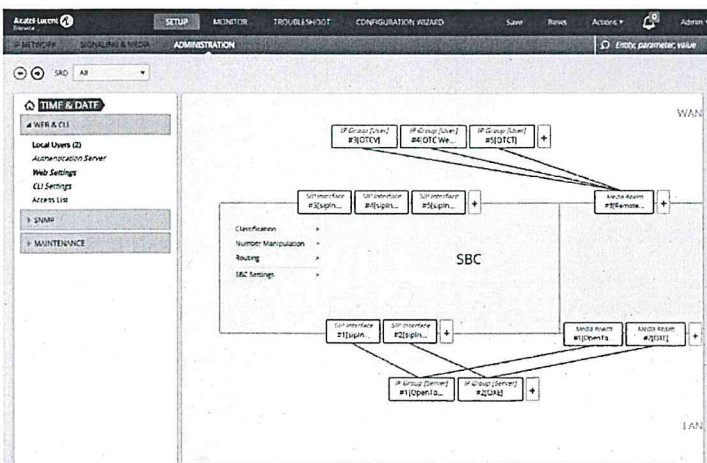 Alcatel-Lucent
Enterprise
SETUP MONITOR TROUBLESHOOT CONFIGURATION WIZARD Save Reset Actions Admin
IP NETWORK SIGNALING & MEDIA ADMINISTRATION Entity, parameter, value
SRD All
TIME & DATE
WEB & CLI
Local Users (2)
Authentication Server
Web Settings
CLI Settings
Access List
SNMP
MAINTENANCE
WAN
IP Group [User] IP Group [User] IP Group [User]
#3[OTCV] #4[OTC We... #5[OTCT] +
SIP Interface SIP Interface SIP Interface Media Realm
#3[sipIn... #4[sipIn... #5[sipIn... + #3[Remote... +
Classification >
Number Manipulation >
Routing >
SBC Settings >
SBC
SIP Interface SIP Interface Media Realm Media Realm
#1[sipIn... #2[sipIn... + #1[OpenTo... #2[OXE] +
IP Group [Server] IP Group [Server]
#1[OpenTo... #2[OXE] +
LAN